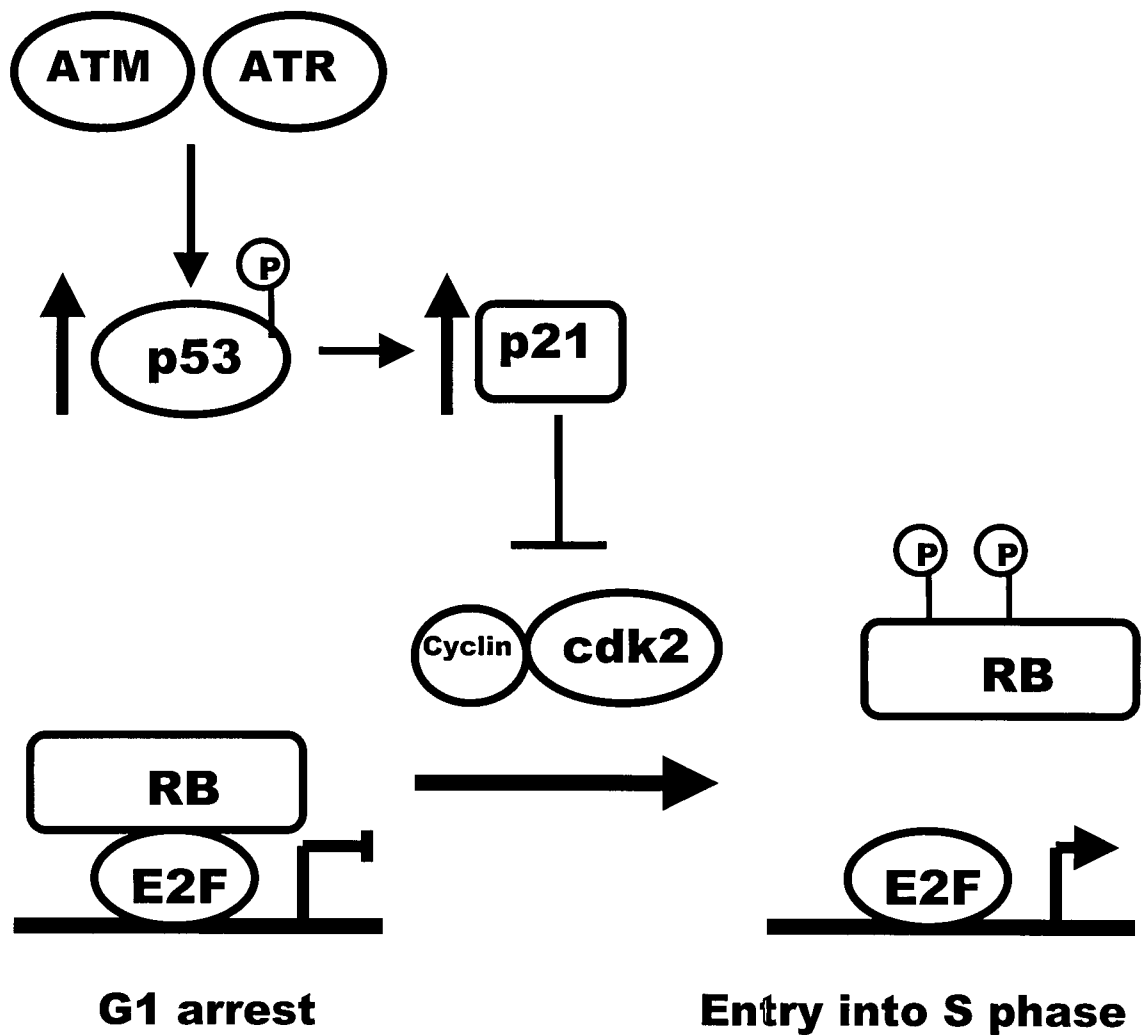 ATM ATR
P
p53 p21
P P
Cyclin cdk2
RB
RB
E2F E2F
G1 arrest Entry into S phase